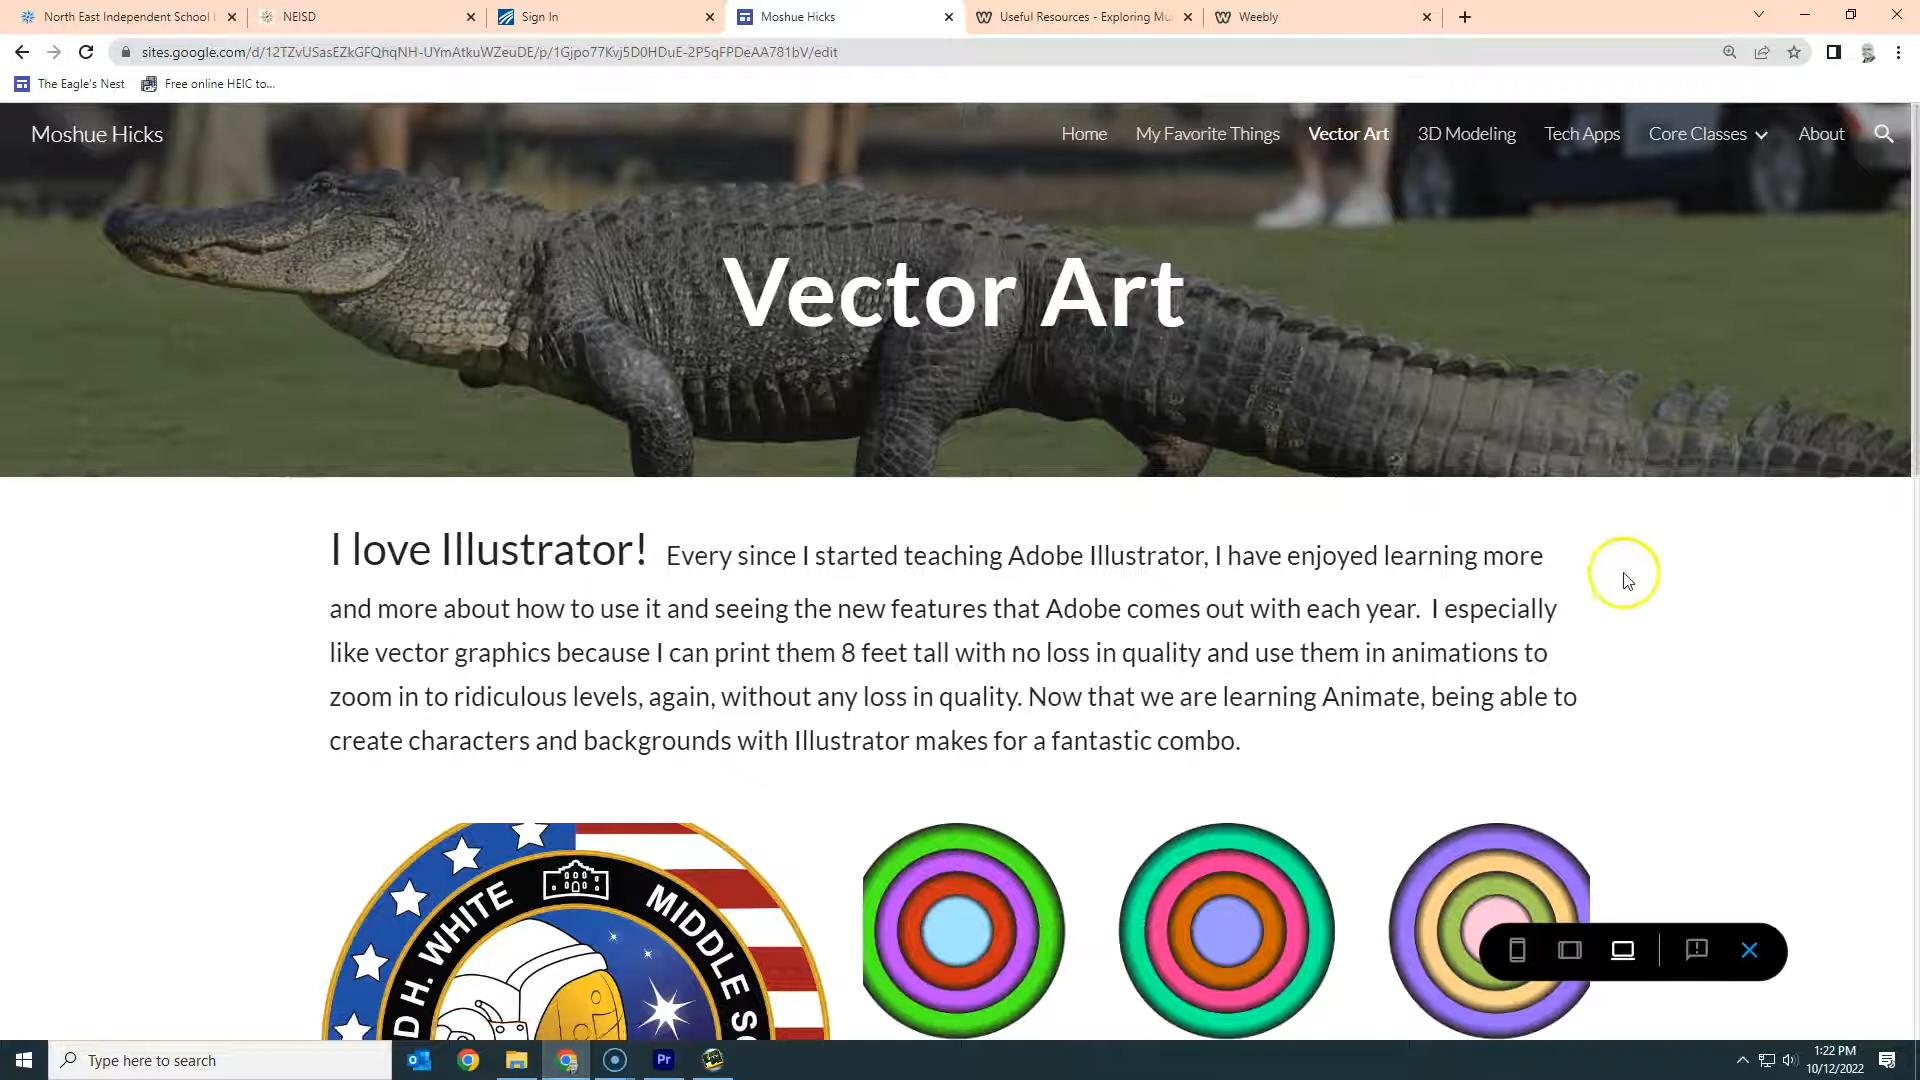 North East Independent School
NEISD
Sign In
Moshue Hicks
Useful Resources - Exploring Mu
Weebly
sites.google.com/d/12TZvUSasEZkGFQhqNH-UYmAtkuWZeuDE/p/1Gjpo77Kvj5D0HDuE-2P5qFPDeAA781bV/edit
The Eagle's Nest
Free online HEIC to...
Moshue Hicks
Home
My Favorite Things
Vector Art
3D Modeling
Tech Apps
Core Classes
About
Vector Art
I love Illustrator! Every since I started teaching Adobe Illustrator, I have enjoyed learning more
and more about how to use it and seeing the new features that Adobe comes out with each year. I especially
like vector graphics because I can print them 8 feet tall with no loss in quality and use them in animations to
zoom in to ridiculous levels, again, without any loss in quality. Now that we are learning Animate, being able to
create characters and backgrounds with Illustrator makes for a fantastic combo.
D H. WHITE MIDDLE SC
Type here to search
Pr
1:22 PM
10/12/2022